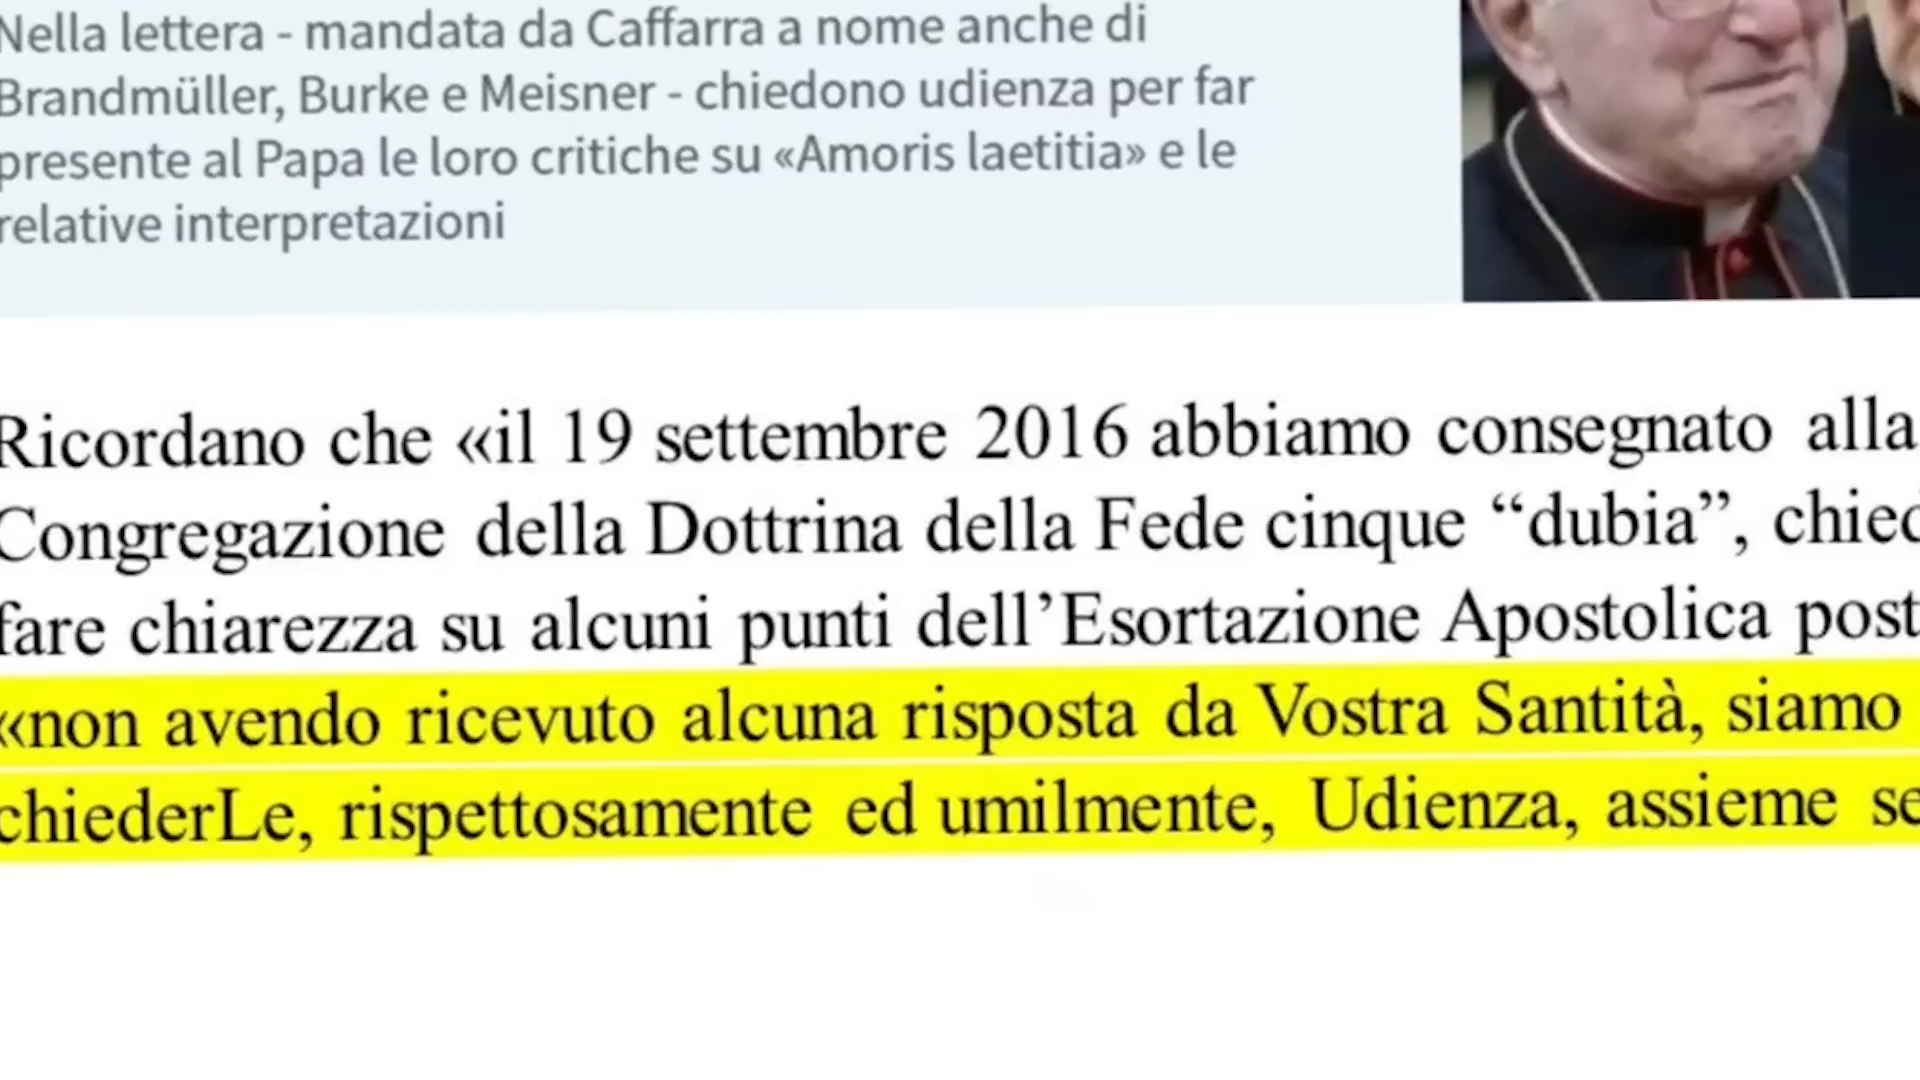 Nella lettera - mandata da Caffarra a nome anche di
Brandmüller, Burke e Meisner - chiedono udienza per far
presente al Papa le loro critiche su «Amoris laetitia» e le
relative interpretazioni
Ricordano che «il 19 settembre 2016 abbiamo consegnato alla
Congregazione della Dottrina della Fede cinque “dubia”,
fare chiarezza su alcuni punti dell’Esortazione Apostolica
«non avendo ricevuto alcuna risposta da Vostra Santità, siamo
chiederLe, rispettosamente ed umilmente, Udienza, assieme